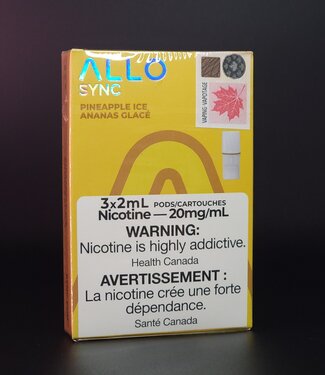 ALLO
SYNC
PINEAPPLE ICE
ANANAS GLACÉ
VAPING·VAPOTAGE
3x2mL PODS/CARTOUCHES
Nicotine — 20mg/mL
WARNING:
Nicotine is highly addictive.
Health Canada
AVERTISSEMENT :
La nicotine crée une forte
dépendance.
Santé Canada